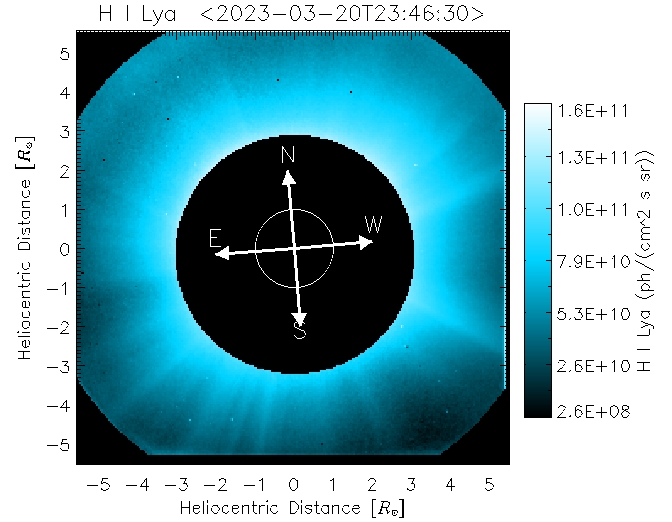 H I Lya <2023-03-20T23:46:30>
Heliocentric Distance [R☉]
5
4
3
2
1
0
−1
−2
−3
−4
−5
N
W
E
S
−5 −4 −3 −2 −1 0 1 2 3 4 5
Heliocentric Distance [R☉]
1.6E+11
1.3E+11
1.0E+11
7.9E+10
5.3E+10
2.6E+10
2.6E+08
H I Lya (ph/(cm^2 s sr))